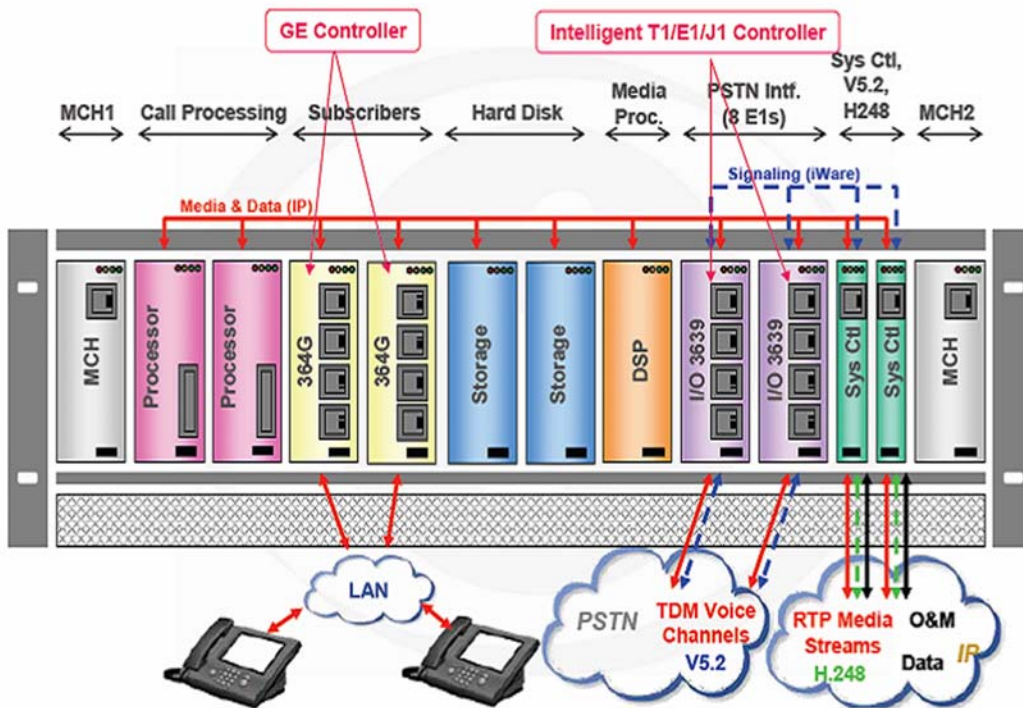 GE Controller
Intelligent T1/E1/J1 Controller
MCH1
Call Processing
Subscribers
Hard Disk
Media
Proc.
PSTN Intf.
(8 E1s)
Sys Ctl,
V5.2,
H248
MCH2
Signaling (iWare)
Media & Data (IP)
MCH
Processor
Processor
364G
364G
Storage
Storage
DSP
I/O 3639
I/O 3639
Sys Ctl
Sys Ctl
MCH
LAN
PSTN
TDM Voice
Channels
V5.2
RTP Media
Streams
H.248
O&M
Data
IP